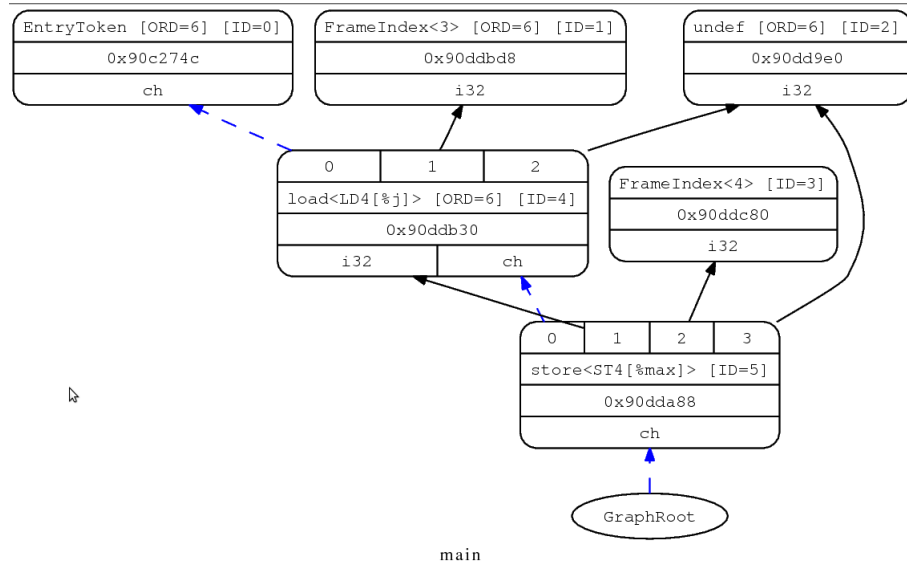 EntryToken [ORD=6] [ID=0]
0x90c274c
ch
FrameIndex<3> [ORD=6] [ID=1]
0x90ddbd8
i32
undef [ORD=6] [ID=2]
0x90dd9e0
i32
0 1 2
load<LD4[%j]> [ORD=6] [ID=4]
0x90ddb30
i32 ch
FrameIndex<4> [ID=3]
0x90ddc80
i32
0 1 2 3
store<ST4[%max]> [ID=5]
0x90dda88
ch
GraphRoot
main